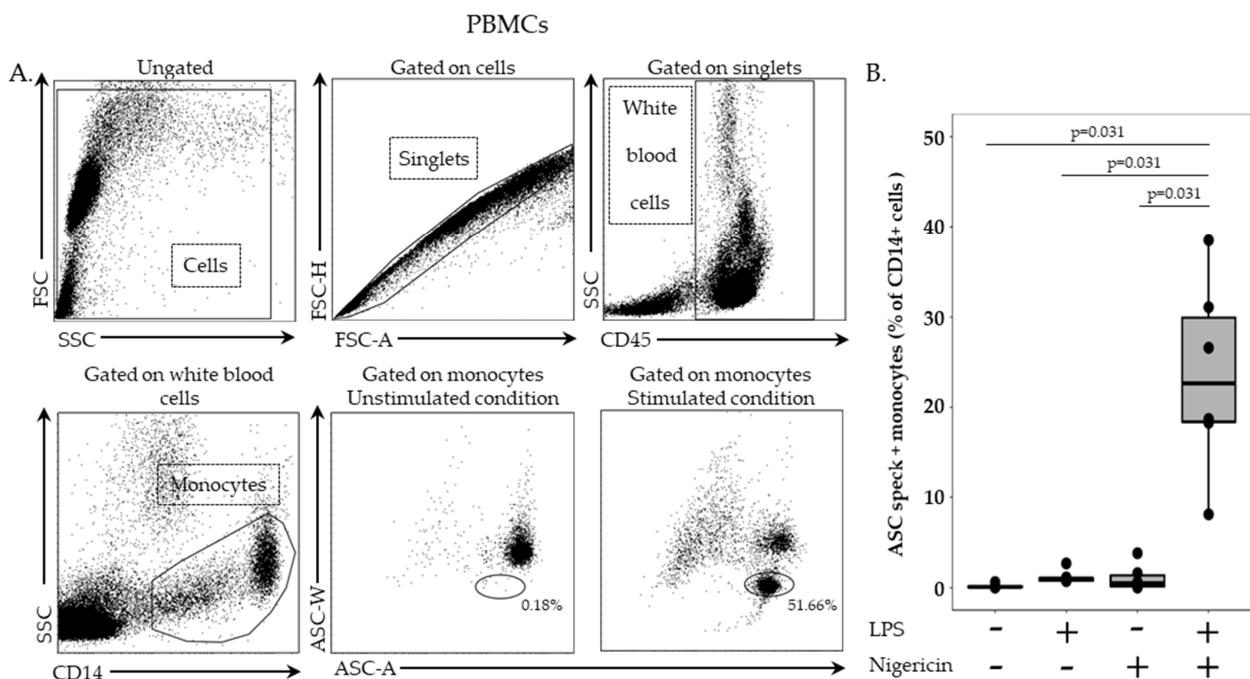 PBMCs
A.
Ungated
Gated on cells
Gated on singlets
Cells
Singlets
White
blood
cells
FSC
SSC
FSC-H
FSC-A
SSC
CD45
Gated on white blood
cells
Gated on monocytes
Unstimulated condition
Gated on monocytes
Stimulated condition
Monocytes
0.18%
51.66%
SSC
CD14
ASC-W
ASC-A
B.
ASC speck + monocytes (% of CD14+ cells)
50
40
30
20
10
0
p=0.031
p=0.031
p=0.031
LPS - + - +
Nigericin - - + +